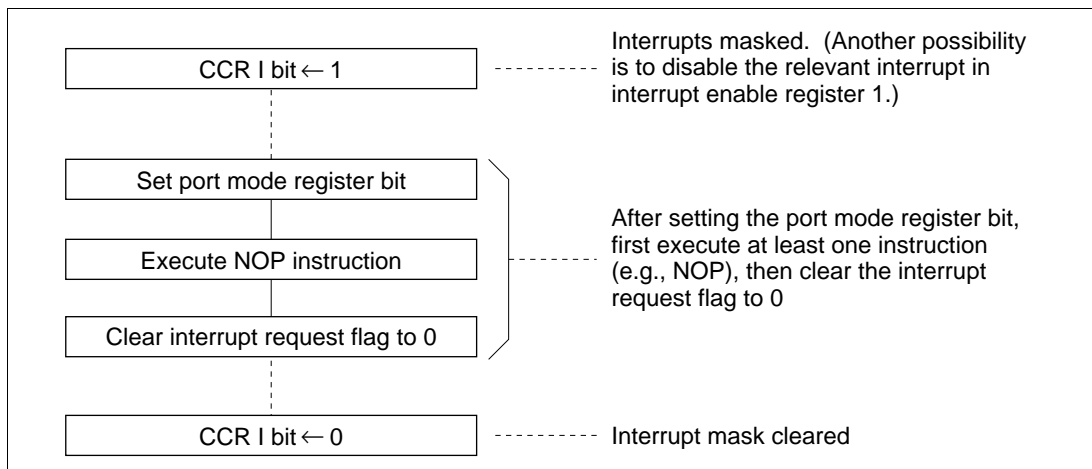 CCR I bit ← 1
Interrupts masked. (Another possibility
is to disable the relevant interrupt in
interrupt enable register 1.)
Set port mode register bit
Execute NOP instruction
Clear interrupt request flag to 0
After setting the port mode register bit,
first execute at least one instruction
(e.g., NOP), then clear the interrupt
request flag to 0
CCR I bit ← 0
Interrupt mask cleared